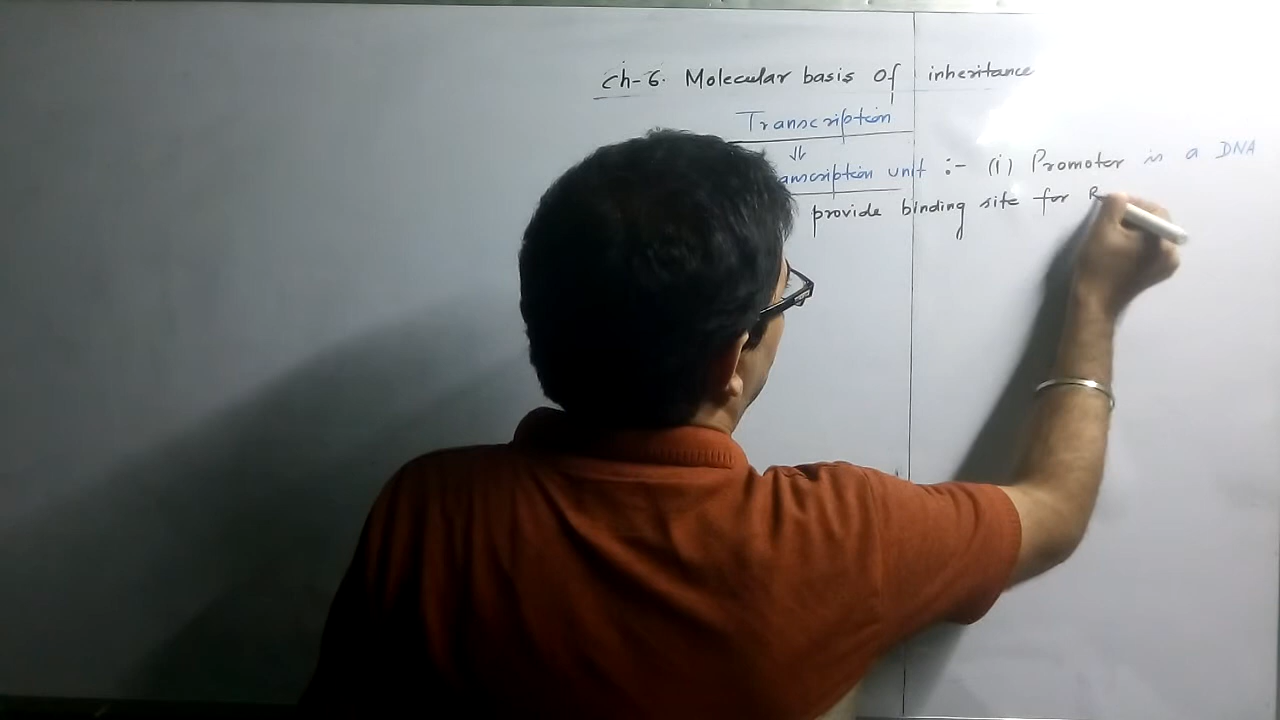 Ch-6. Molecular basis of inheritance
Transcription
⇓
anscription unit :- (i) Promoter is a DNA
provide binding site for R